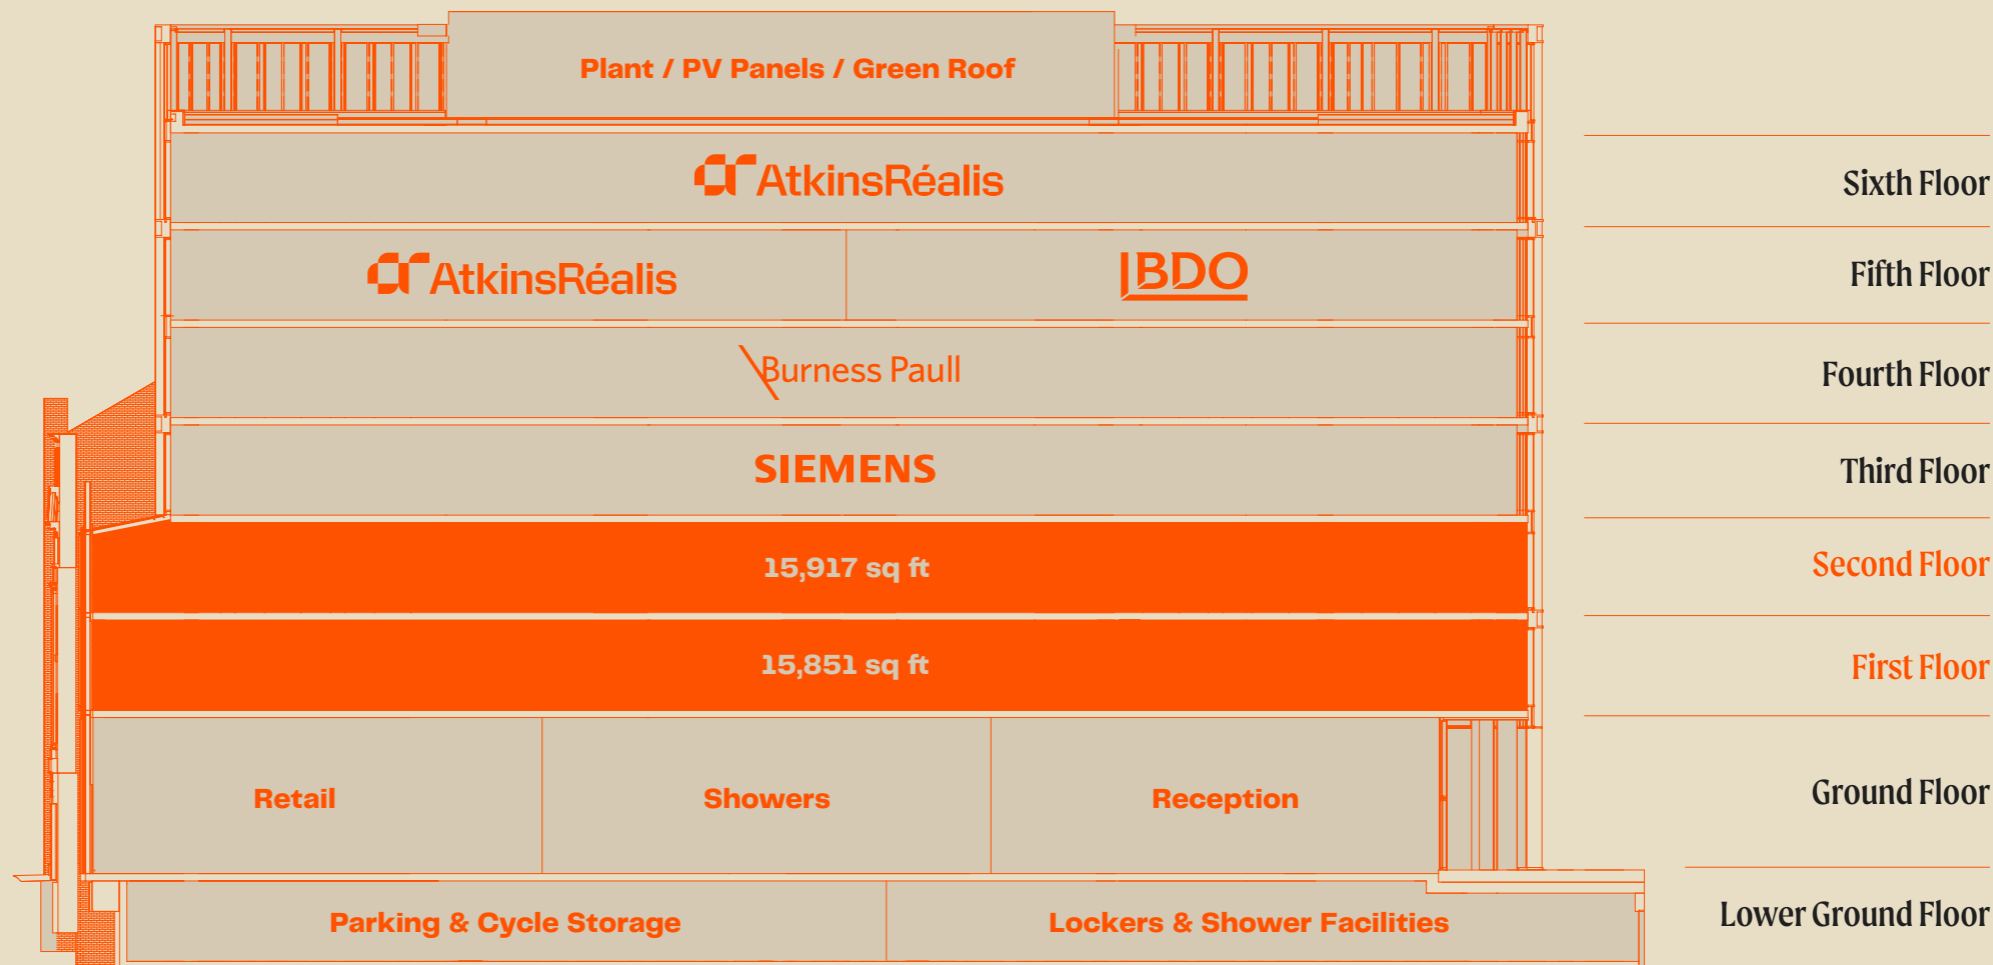 Plant / PV Panels / Green Roof
AtkinsRéalis
Sixth Floor
AtkinsRéalis
BDO
Fifth Floor
Burness Paull
Fourth Floor
SIEMENS
Third Floor
15,917 sq ft
Second Floor
15,851 sq ft
First Floor
Retail
Showers
Reception
Ground Floor
Parking & Cycle Storage
Lockers & Shower Facilities
Lower Ground Floor